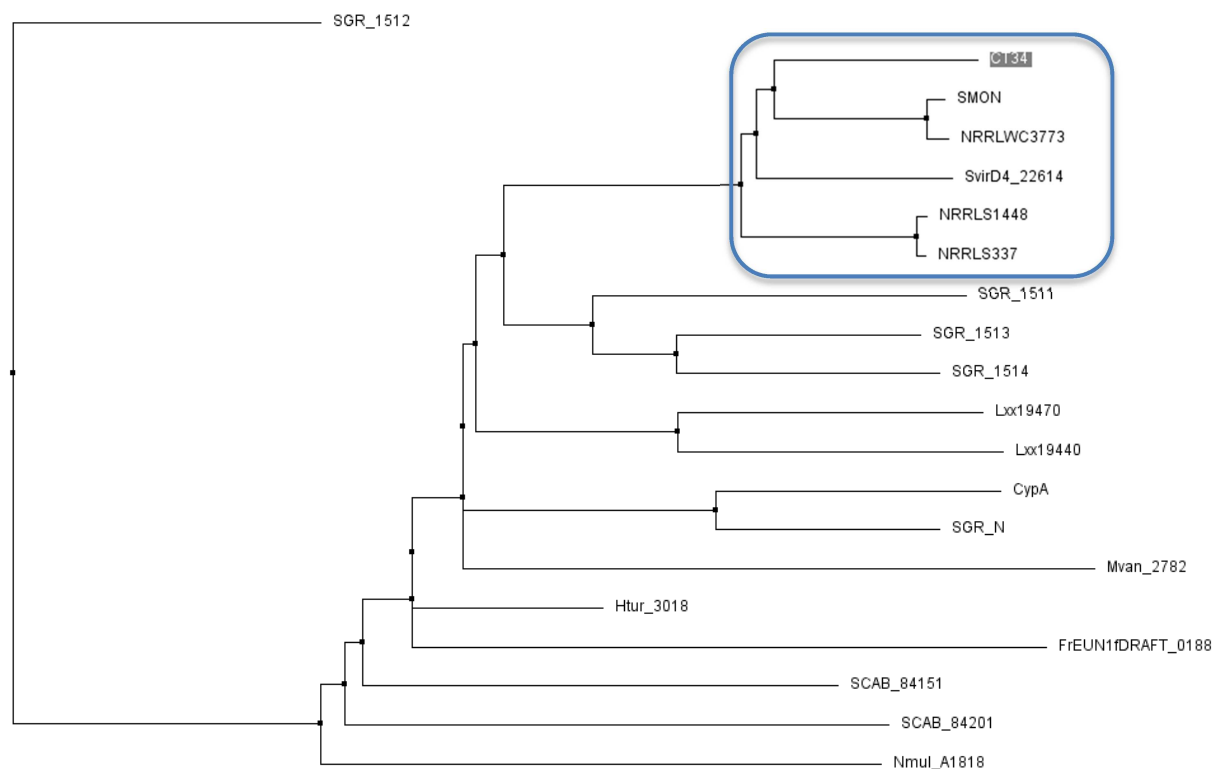 SGR_1512
CT34
SMON
NRRLWC3773
SvirD4_22614
NRRLS1448
NRRLS337
SGR_1511
SGR_1513
SGR_1514
Lxx19470
Lxx19440
CypA
SGR_N
Mvan_2782
Htur_3018
FrEUN1fDRAFT_0188
SCAB_84151
SCAB_84201
Nmul_A1818